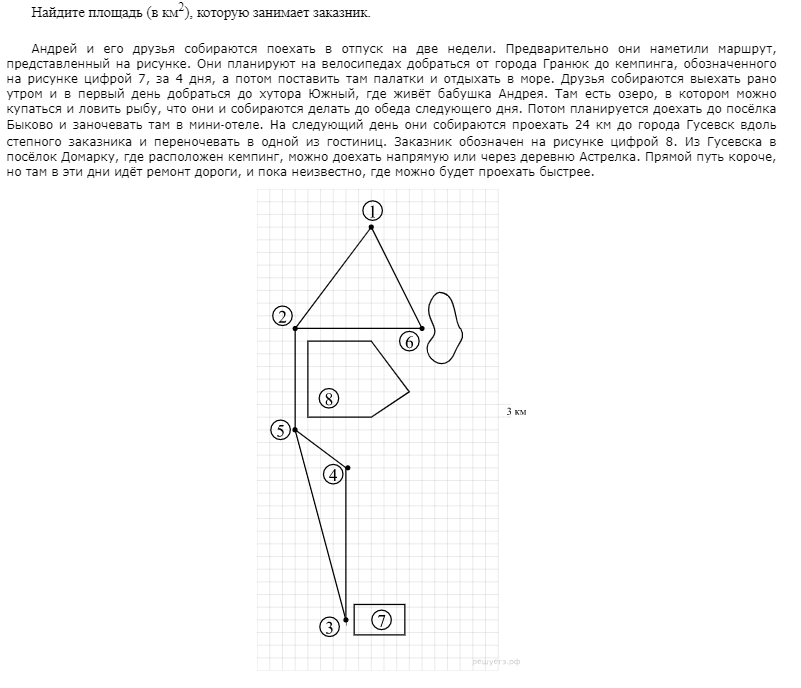 Найдите площадь (в км²), которую занимает заказник.
Андрей и его друзья собираются поехать в отпуск на две недели. Предварительно они наметили маршрут,
представленный на рисунке. Они планируют на велосипедах добраться от города Гранюк до кемпинга, обозначенного
на рисунке цифрой 7, за 4 дня, а потом поставить там палатки и отдыхать в море. Друзья собираются выехать рано
утром и в первый день добраться до хутора Южный, где живёт бабушка Андрея. Там есть озеро, в котором можно
купаться и ловить рыбу, что они и собираются делать до обеда следующего дня. Потом планируется доехать до посёлка
Быково и заночевать там в мини-отеле. На следующий день они собираются проехать 24 км до города Гусевск вдоль
степного заказника и переночевать в одной из гостиниц. Заказник обозначен на рисунке цифрой 8. Из Гусевска в
посёлок Домарку, где расположен кемпинг, можно доехать напрямую или через деревню Астрелка. Прямой путь короче,
но там в эти дни идёт ремонт дороги, и пока неизвестно, где можно будет проехать быстрее.
1
2
6
8
3 км
5
4
3
7
решуегэ.рф